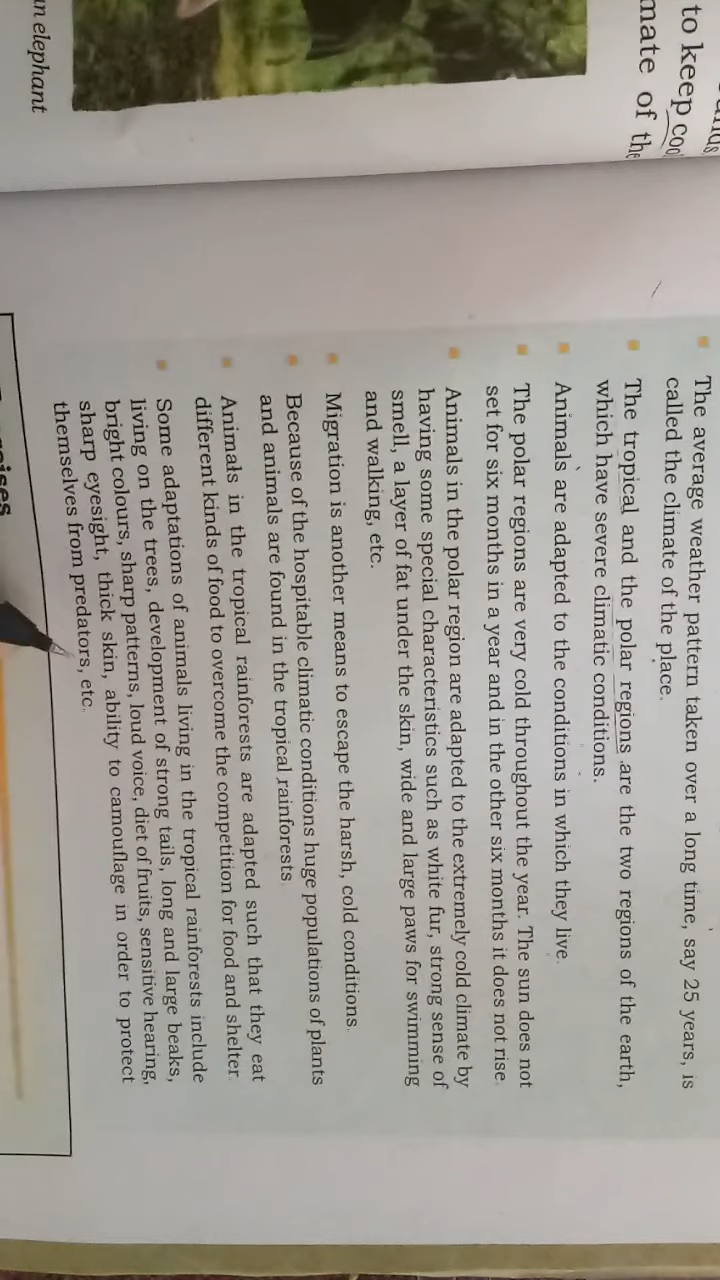 to keep
mate of the
an elephant
The average weather pattern taken over a long time, say 25 years, is
called the climate of the place.
The tropical and the polar regions are the two regions of the earth,
which have severe climatic conditions.
Animals are adapted to the conditions in which they live.
The polar regions are very cold throughout the year. The sun does not
set for six months in a year and in the other six months it does not rise.
Animals in the polar region are adapted to the extremely cold climate by
having some special characteristics such as white fur, strong sense of
smell, a layer of fat under the skin, wide and large paws for swimming
and walking, etc.
Migration is another means to escape the harsh, cold conditions.
Because of the hospitable climatic conditions huge populations of plants
and animals are found in the tropical rainforests.
Animals in the tropical rainforests are adapted such that they eat
different kinds of food to overcome the competition for food and shelter.
Some adaptations of animals living in the tropical rainforests include
living on the trees, development of strong tails, long and large beaks,
bright colours, sharp patterns, loud voice, diet of fruits, sensitive hearing,
sharp eyesight, thick skin, ability to camouflage in order to protect
themselves from predators, etc.